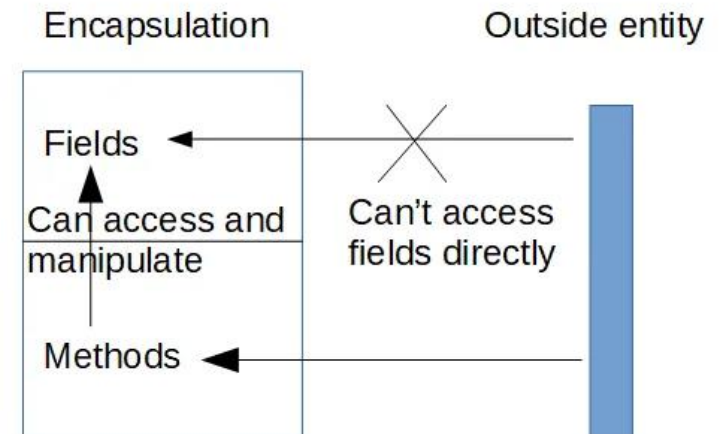 Encapsulation
Outside entity
Fields
Can access and
manipulate
Can't access
fields directly
Methods